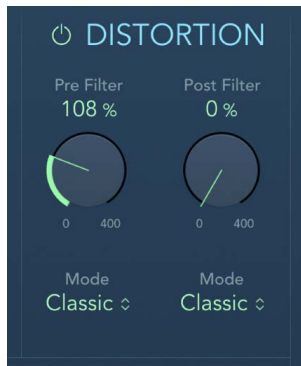 DISTORTION
Pre Filter Post Filter
108 % 0 %
0 400 0 400
Mode Mode
Classic Classic